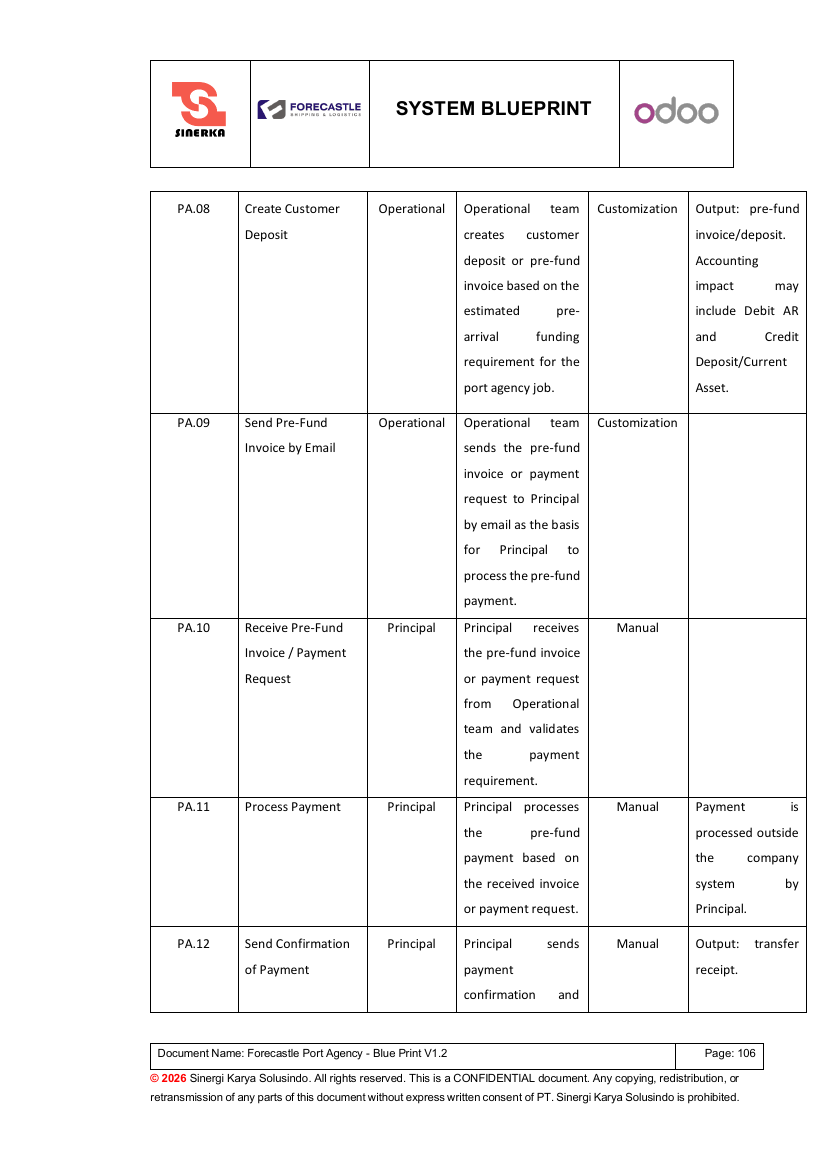 SINERKA
FORECASTLE
SHIPPING & LOGISTICS
SYSTEM BLUEPRINT
odoo
PA.08
Create Customer
Deposit
Operational
Operational team
creates customer
deposit or pre-fund
invoice based on the
estimated pre-
arrival funding
requirement for the
port agency job.
Customization
Output: pre-fund
invoice/deposit.
Accounting
impact may
include Debit AR
and Credit
Deposit/Current
Asset.
PA.09
Send Pre-Fund
Invoice by Email
Operational
Operational team
sends the pre-fund
invoice or payment
request to Principal
by email as the basis
for Principal to
process the pre-fund
payment.
Customization
PA.10
Receive Pre-Fund
Invoice / Payment
Request
Principal
Principal receives
the pre-fund invoice
or payment request
from Operational
team and validates
the payment
requirement.
Manual
PA.11
Process Payment
Principal
Principal processes
the pre-fund
payment based on
the received invoice
or payment request.
Manual
Payment is
processed outside
the company
system by
Principal.
PA.12
Send Confirmation
of Payment
Principal
Principal sends
payment
confirmation and
Manual
Output: transfer
receipt.
Document Name: Forecastle Port Agency - Blue Print V1.2
Page: 106
© 2026 Sinergi Karya Solusindo. All rights reserved. This is a CONFIDENTIAL document. Any copying, redistribution, or
retransmission of any parts of this document without express written consent of PT. Sinergi Karya Solusindo is prohibited.